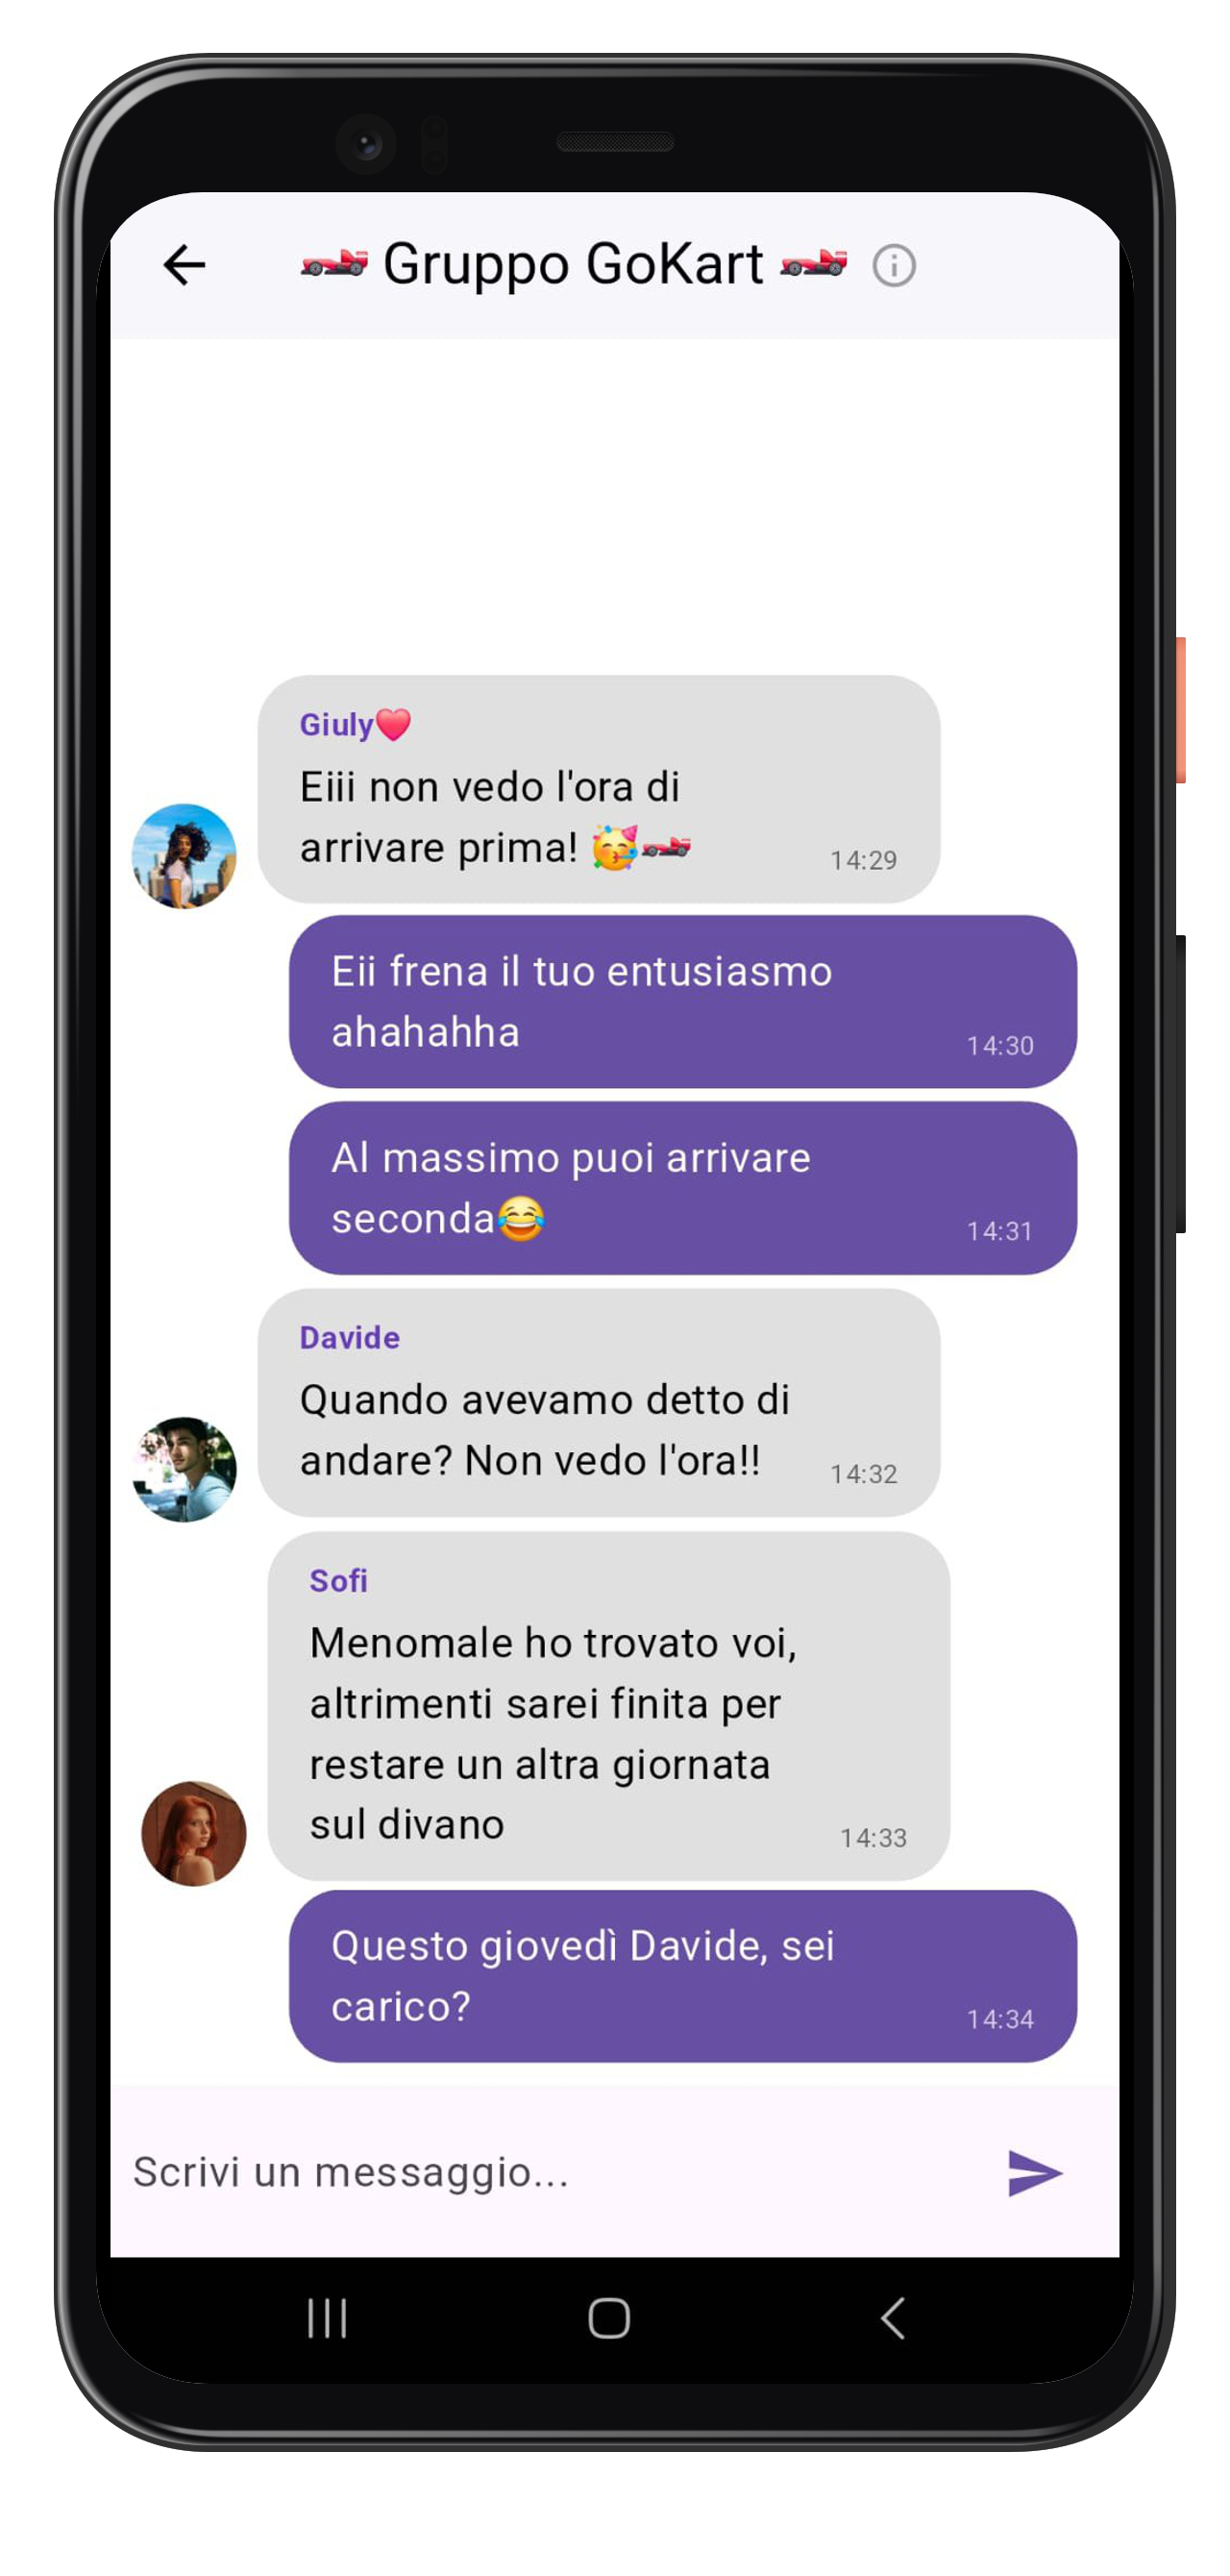 🏎️ Gruppo GoKart 🏎️
Giuly❤️
Eiii non vedo l'ora di
arrivare prima! 🥳🏎️
14:29
Eii frena il tuo entusiasmo
ahahahha
14:30
Al massimo puoi arrivare
seconda😂
14:31
Davide
Quando avevamo detto di
andare? Non vedo l'ora!!
14:32
Sofi
Menomale ho trovato voi,
altrimenti sarei finita per
restare un altra giornata
sul divano
14:33
Questo giovedì Davide, sei
carico?
14:34
Scrivi un messaggio...